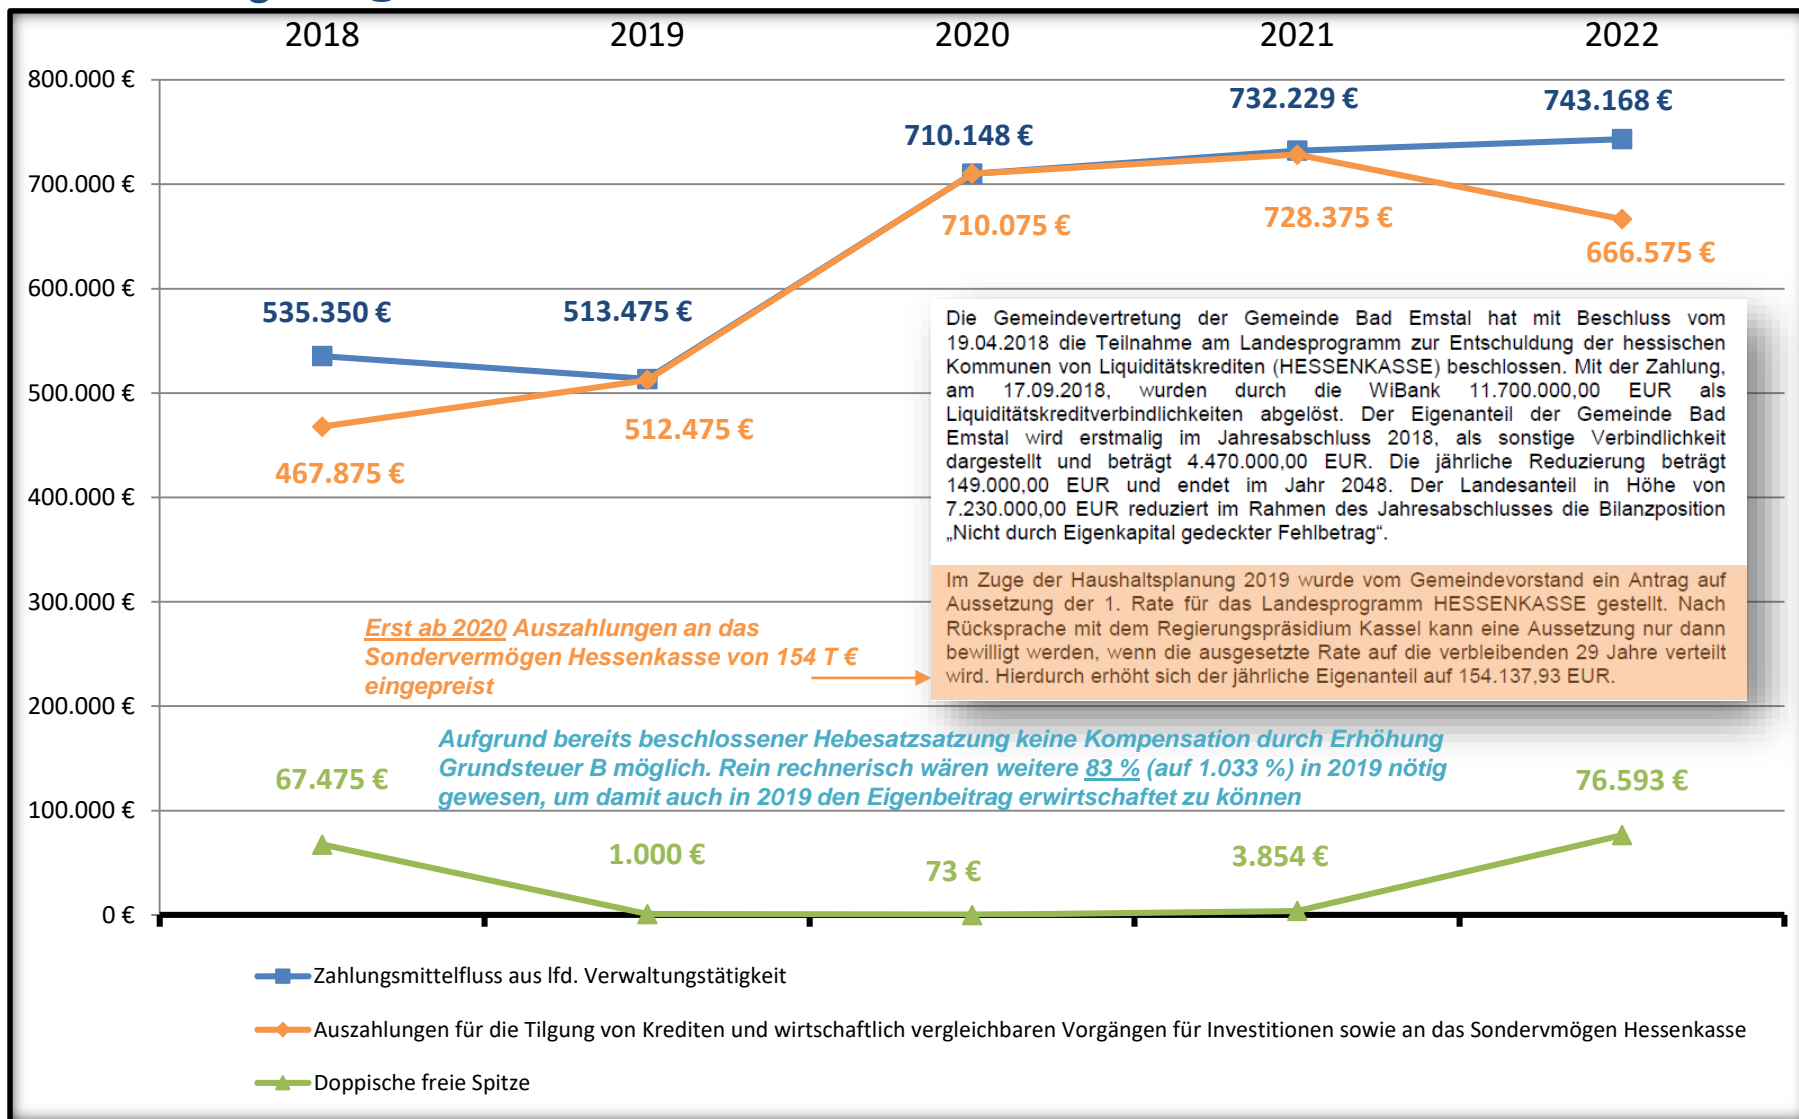 2018 2019 2020 2021 2022
800.000 €
700.000 €
600.000 €
500.000 €
400.000 €
300.000 €
200.000 €
100.000 €
0 €
535.350 €
513.475 €
710.148 €
732.229 €
743.168 €
467.875 €
512.475 €
710.075 €
728.375 €
666.575 €
Die Gemeindevertretung der Gemeinde Bad Emstal hat mit Beschluss vom
19.04.2018 die Teilnahme am Landesprogramm zur Entschuldung der hessischen
Kommunen von Liquiditätskrediten (HESSENKASSE) beschlossen. Mit der Zahlung,
am 17.09.2018, wurden durch die WiBank 11.700.000,00 EUR als
Liquiditätskreditverbindlichkeiten abgelöst. Der Eigenanteil der Gemeinde Bad
Emstal wird erstmalig im Jahresabschluss 2018, als sonstige Verbindlichkeit
dargestellt und beträgt 4.470.000,00 EUR. Die jährliche Reduzierung beträgt
149.000,00 EUR und endet im Jahr 2048. Der Landesanteil in Höhe von
7.230.000,00 EUR reduziert im Rahmen des Jahresabschlusses die Bilanzposition
„Nicht durch Eigenkapital gedeckter Fehlbetrag“.
Im Zuge der Haushaltsplanung 2019 wurde vom Gemeindevorstand ein Antrag auf
Aussetzung der 1. Rate für das Landesprogramm HESSENKASSE gestellt. Nach
Rücksprache mit dem Regierungspräsidium Kassel kann eine Aussetzung nur dann
bewilligt werden, wenn die ausgesetzte Rate auf die verbleibenden 29 Jahre verteilt
wird. Hierdurch erhöht sich der jährliche Eigenanteil auf 154.137,93 EUR.
Erst ab 2020 Auszahlungen an das
Sondervermögen Hessenkasse von 154 T €
eingepreist
Aufgrund bereits beschlossener Hebesatzsatzung keine Kompensation durch Erhöhung
Grundsteuer B möglich. Rein rechnerisch wären weitere 83 % (auf 1.033 %) in 2019 nötig
gewesen, um damit auch in 2019 den Eigenbeitrag erwirtschaftet zu können
67.475 €
1.000 €
73 €
3.854 €
76.593 €
Zahlungsmittelfluss aus lfd. Verwaltungstätigkeit
Auszahlungen für die Tilgung von Krediten und wirtschaftlich vergleichbaren Vorgängen für Investitionen sowie an das Sondervmögen Hessenkasse
Doppische freie Spitze